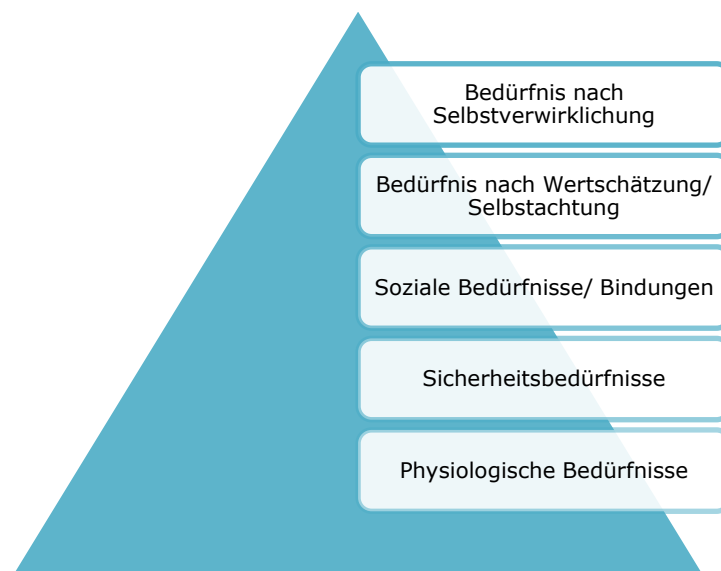 Bedürfnis nach
Selbstverwirklichung
Bedürfnis nach Wertschätzung/
Selbstachtung
Soziale Bedürfnisse/ Bindungen
Sicherheitsbedürfnisse
Physiologische Bedürfnisse